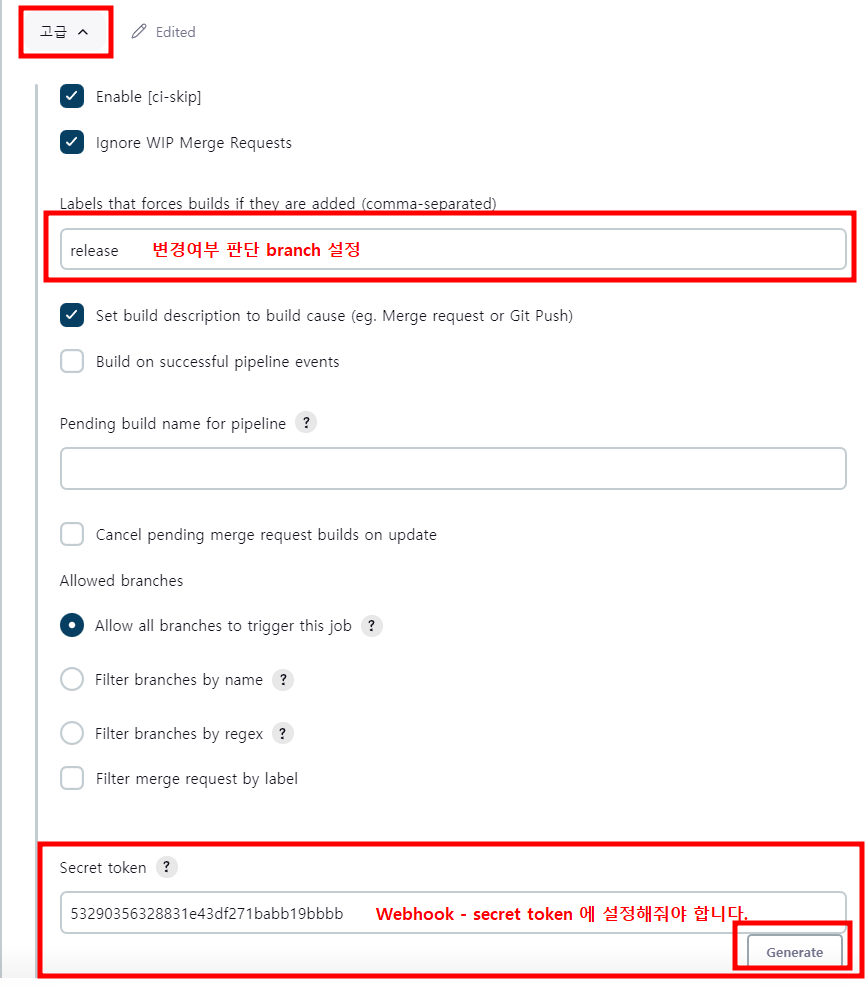 고급 Edited
Enable [ci-skip]
Ignore WIP Merge Requests
Labels that forces builds if they are added (comma-separated)
release 변경여부 판단 branch 설정
Set build description to build cause (eg. Merge request or Git Push)
Build on successful pipeline events
Pending build name for pipeline ?
Cancel pending merge request builds on update
Allowed branches
Allow all branches to trigger this job ?
Filter branches by name ?
Filter branches by regex ?
Filter merge request by label
Secret token ?
53290356328831e43df271babb19bbbb Webhook - secret token 에 설정해줘야 합니다.
Generate